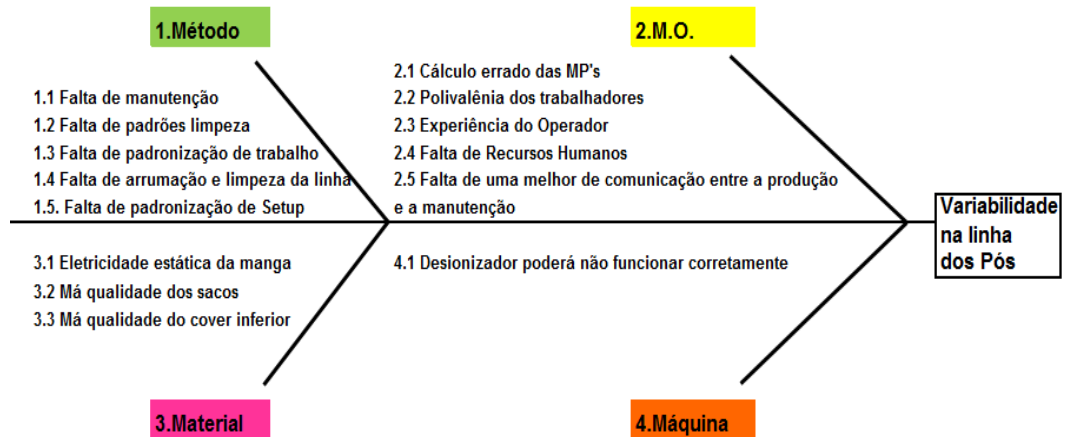 1.Método
2.M.O.
1.1 Falta de manutenção
1.2 Falta de padrões limpeza
1.3 Falta de padronização de trabalho
1.4 Falta de arrumação e limpeza da linha
1.5. Falta de padronização de Setup
2.1 Cálculo errado das MP's
2.2 Polivalênia dos trabalhadores
2.3 Experiência do Operador
2.4 Falta de Recursos Humanos
2.5 Falta de uma melhor de comunicação entre a produção
e a manutenção
Variabilidade
na linha
dos Pós
3.1 Eletricidade estática da manga
3.2 Má qualidade dos sacos
3.3 Má qualidade do cover inferior
4.1 Desionizador poderá não funcionar corretamente
3.Material
4.Máquina